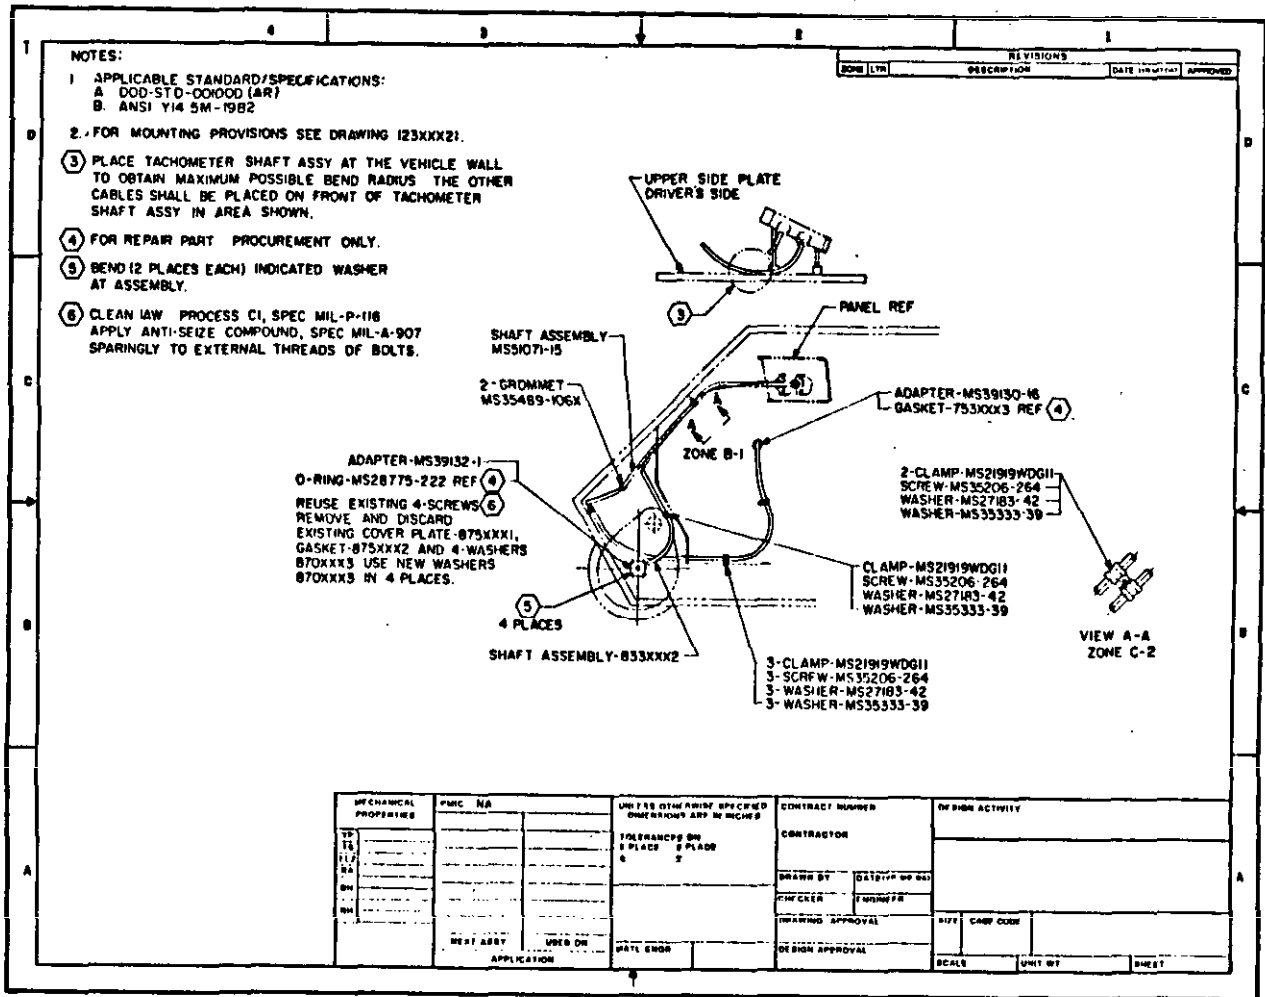 4 3 2 1
NOTES:
1 APPLICABLE STANDARD/SPECIFICATIONS:
A DOD-STD-00100D (AR)
B. ANSI Y14 5M-1982
2. FOR MOUNTING PROVISIONS SEE DRAWING 123XXX21.
3 PLACE TACHOMETER SHAFT ASSY AT THE VEHICLE WALL
TO OBTAIN MAXIMUM POSSIBLE BEND RADIUS THE OTHER
CABLES SHALL BE PLACED ON FRONT OF TACHOMETER
SHAFT ASSY IN AREA SHOWN.
4 FOR REPAIR PART PROCUREMENT ONLY.
5 BEND (2 PLACES EACH) INDICATED WASHER
AT ASSEMBLY.
6 CLEAN IAW PROCESS C1, SPEC MIL-P-116
APPLY ANTI-SEIZE COMPOUND, SPEC MIL-A-907
SPARINGLY TO EXTERNAL THREADS OF BOLTS.
REVISIONS
ZONE LTR DESCRIPTION DATE APPROVED
D D
UPPER SIDE PLATE
DRIVER'S SIDE
3
PANEL REF
SHAFT ASSEMBLY
MS51071-15
2-GROMMET
MS35489-106X
C C
ADAPTER-MS39130-16
GASKET-753XXX3 REF 4
A
A
ZONE B-1
ADAPTER-MS39132-1
O-RING-MS28775-222 REF 4
REUSE EXISTING 4-SCREWS 6
REMOVE AND DISCARD
EXISTING COVER PLATE-875XXX1,
GASKET-875XXX2 AND 4-WASHERS
870XXX3 USE NEW WASHERS
870XXX3 IN 4 PLACES.
2-CLAMP-MS21919WDG11
SCREW-MS35206-264
WASHER-MS27183-42
WASHER-MS35333-39
CLAMP-MS21919WDG11
SCREW-MS35206-264
WASHER-MS27183-42
WASHER-MS35333-39
5
4 PLACES
B B
VIEW A-A
ZONE C-2
SHAFT ASSEMBLY-833XXX2
3-CLAMP-MS21919WDG11
3-SCREW-MS35206-264
3-WASHER-MS27183-42
3-WASHER-MS35333-39
MECHANICAL
PROPERTIES
PMIC NA
UNLESS OTHERWISE SPECIFIED
DIMENSIONS ARE IN INCHES
TOLERANCES ON
2 PLACE 3 PLACE
CONTRACT NUMBER
CONTRACTOR
DESIGN ACTIVITY
YP
TS
RA
BH
RH
A A
DRAWN BY DATE
CHECKER ENGINEER
DRAWING APPROVAL
DESIGN APPROVAL
SIZE CAGE CODE
NEXT ASSY USED ON
APPLICATION
MATL ENGR
SCALE UNIT WT SHEET